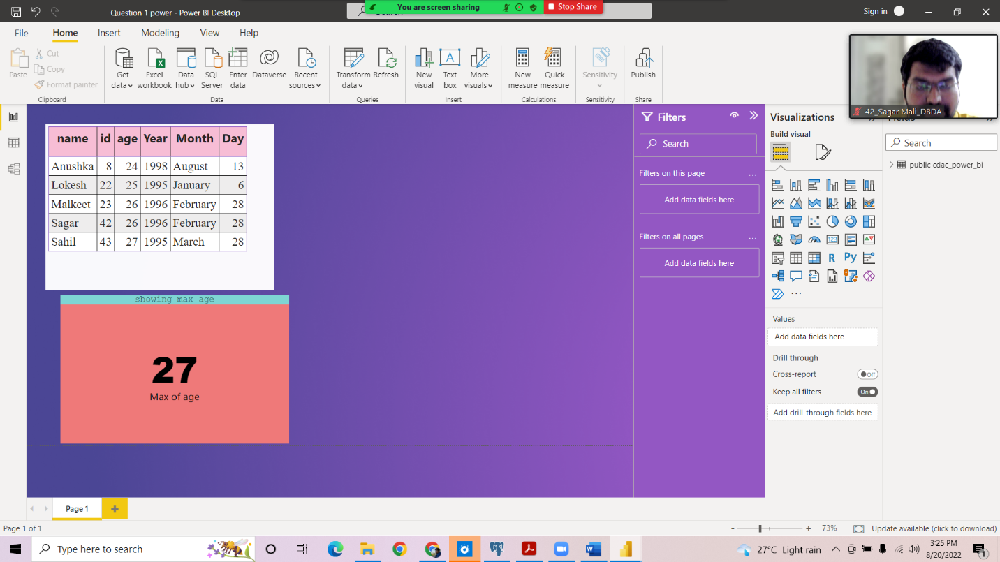 Question 1 power - Power BI Desktop
You are screen sharing
Stop Share
Sign in
File Home Insert Modeling View Help
Paste
Cut
Copy
Format painter
Clipboard
Get data
Excel workbook
Data hub
SQL Server
Enter data
Dataverse
Recent sources
Data
Transform data
Refresh
Queries
New visual
Text box
More visuals
Insert
New measure
Quick measure
Calculations
Sensitivity
Sensitivity
Publish
Share
42_Sagar Mali_DBDA
name id age Year Month Day
Anushka 8 24 1998 August 13
Lokesh 22 25 1995 January 6
Malkeet 23 26 1996 February 28
Sagar 42 26 1996 February 28
Sahil 43 27 1995 March 28
showing max age
27
Max of age
Filters
Search
Filters on this page
...
Add data fields here
Filters on all pages
...
Add data fields here
Visualizations
Build visual
123
R
Py
...
Values
Add data fields here
Drill through
Cross-report
Off
Keep all filters
On
Add drill-through fields here
Search
public cdac_power_bi
Page 1
+
Page 1 of 1
- + 73%
Update available (click to download)
Type here to search
27°C Light rain
3:25 PM
8/20/2022
1